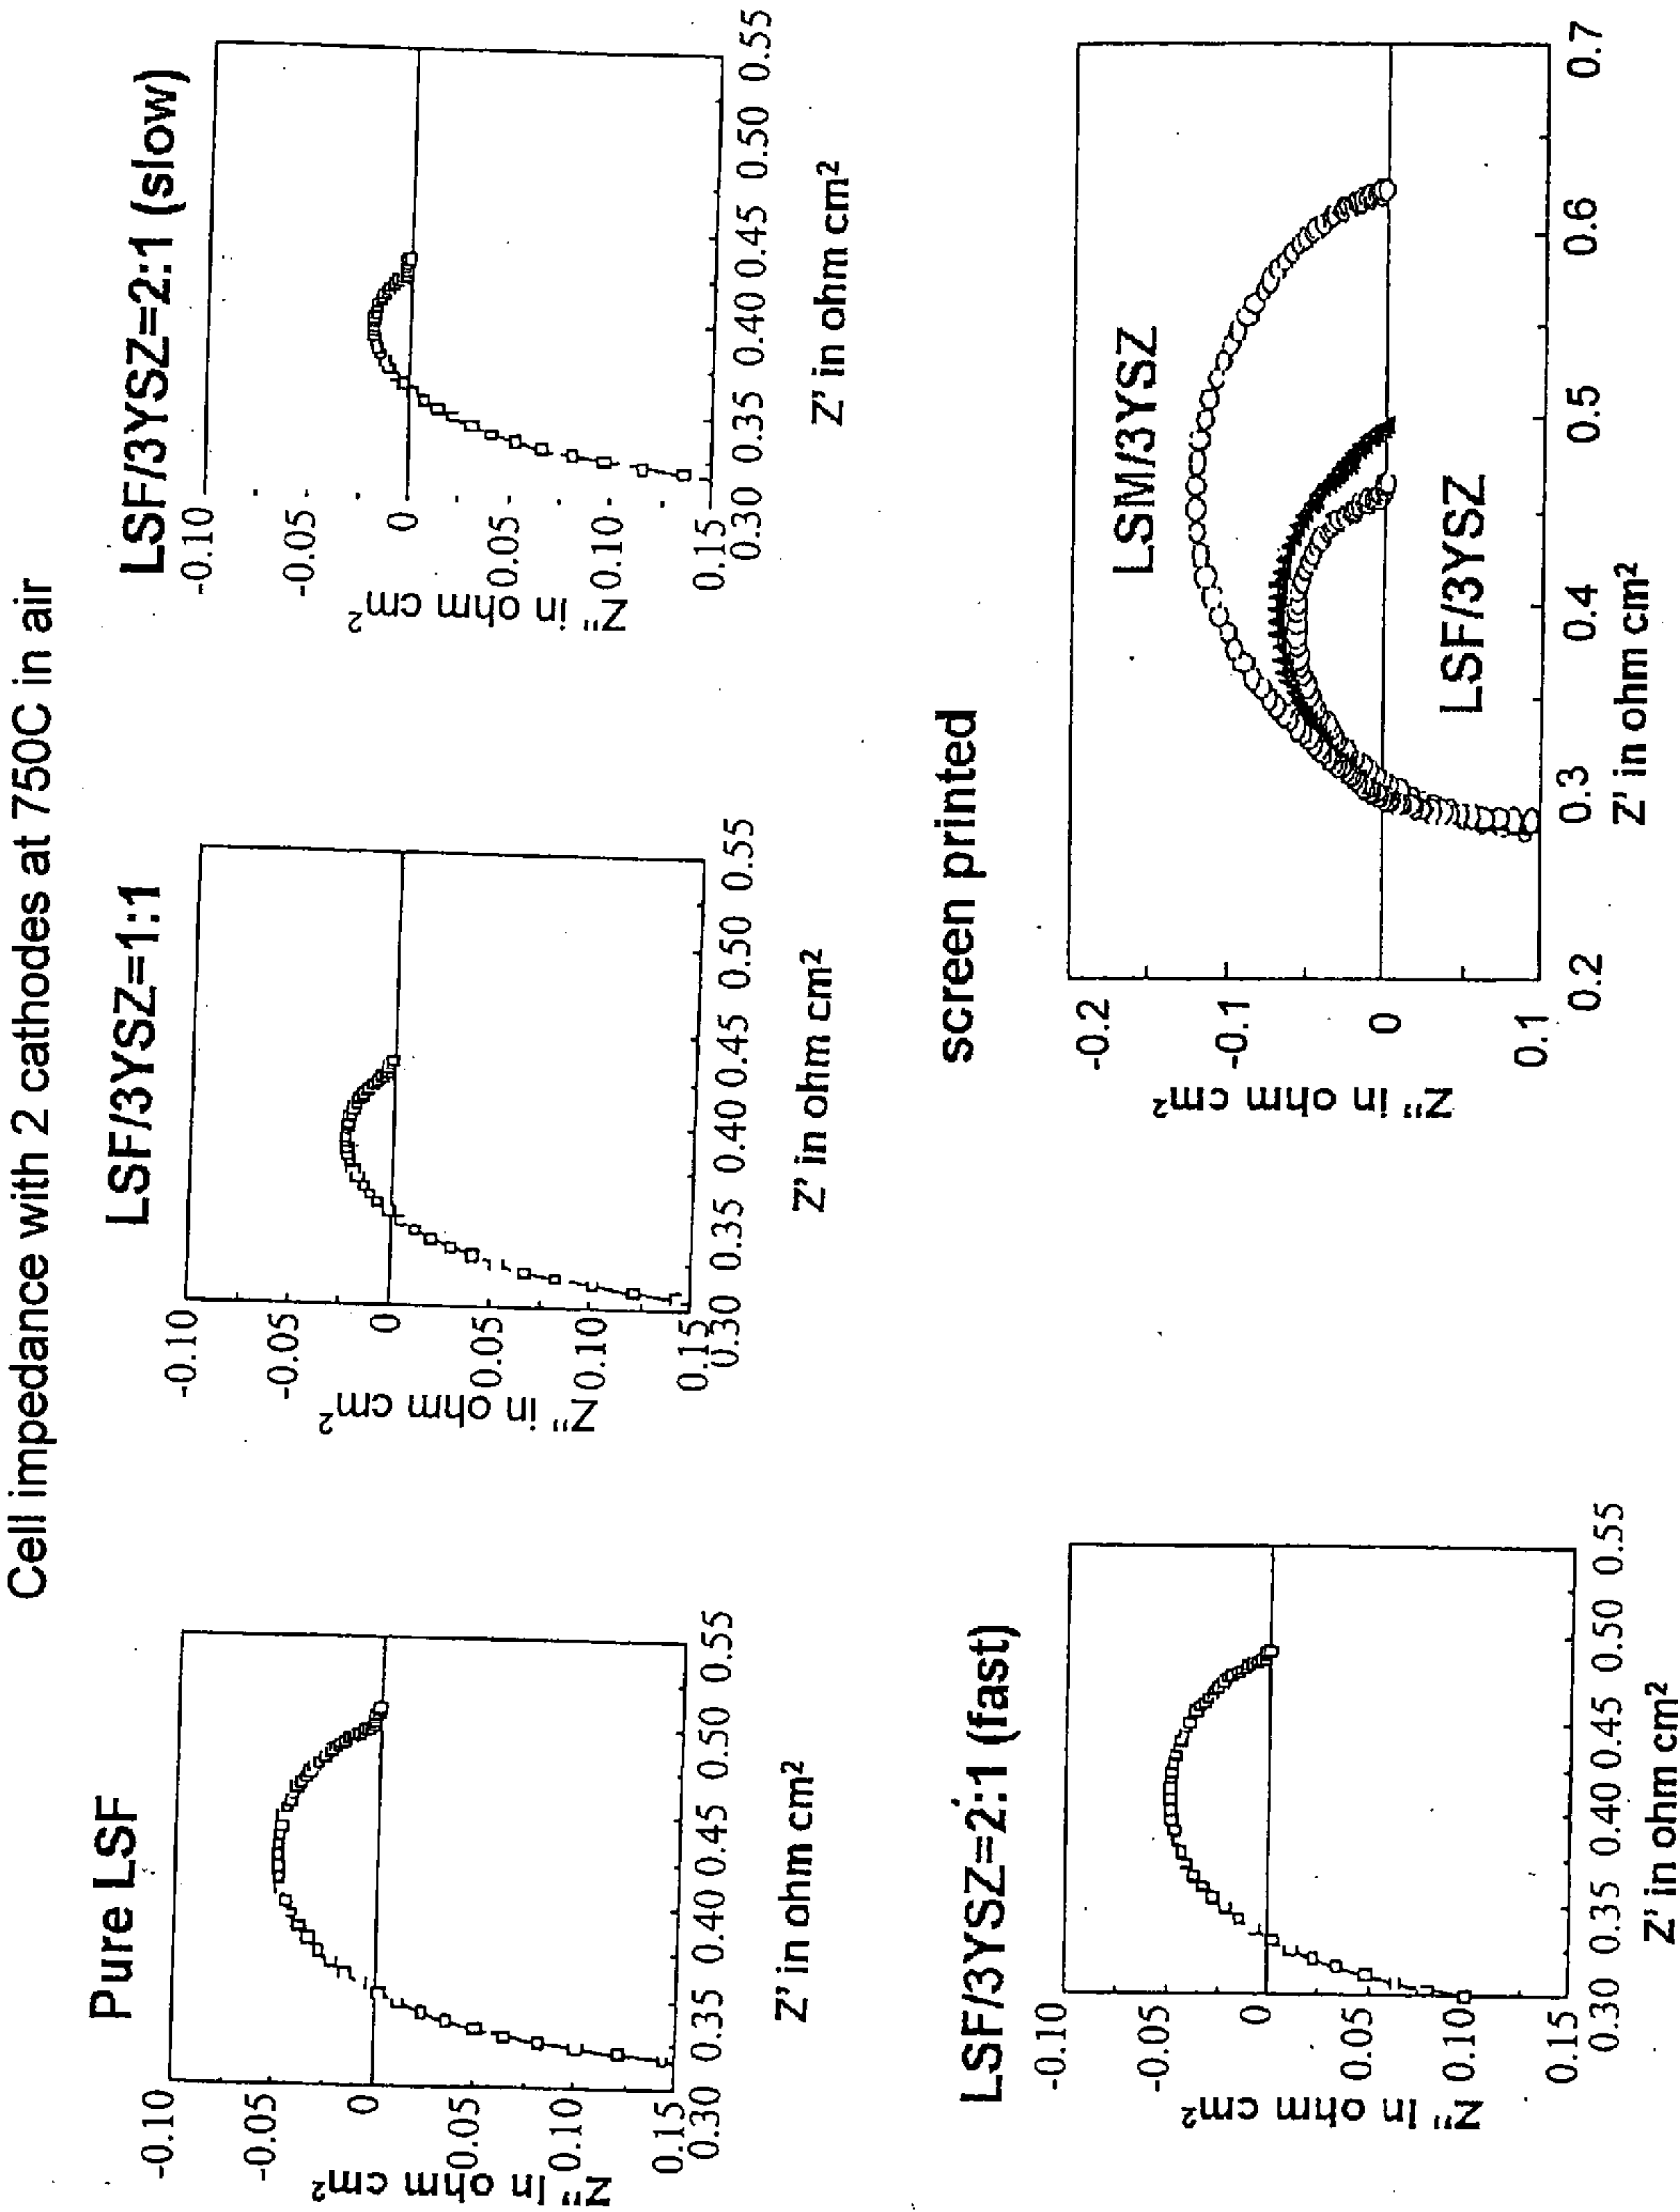 Cell impedance with 2 cathodes at 750C in air
Pure LSF
-0.10
-0.05
0
0.05
0.10
0.15
Z'' in ohm cm²
0.30 0.35 0.40 0.45 0.50 0.55
Z' in ohm cm²
LSF/3YSZ=1:1
-0.10
-0.05
0
0.05
0.10
0.15
Z'' in ohm cm²
0.30 0.35 0.40 0.45 0.50 0.55
Z' in ohm cm²
LSF/3YSZ=2:1 (slow)
-0.10
-0.05
0
0.05
0.10
0.15
Z'' in ohm cm²
0.30 0.35 0.40 0.45 0.50 0.55
Z' in ohm cm²
LSF/3YSZ=2:1 (fast)
-0.10
-0.05
0
0.05
0.10
0.15
Z'' in ohm cm²
0.30 0.35 0.40 0.45 0.50 0.55
Z' in ohm cm²
screen printed
-0.2
-0.1
0
0.1
Z'' in ohm cm²
LSM/3YSZ
LSF/3YSZ
0.2 0.3 0.4 0.5 0.6 0.7
Z' in ohm cm²